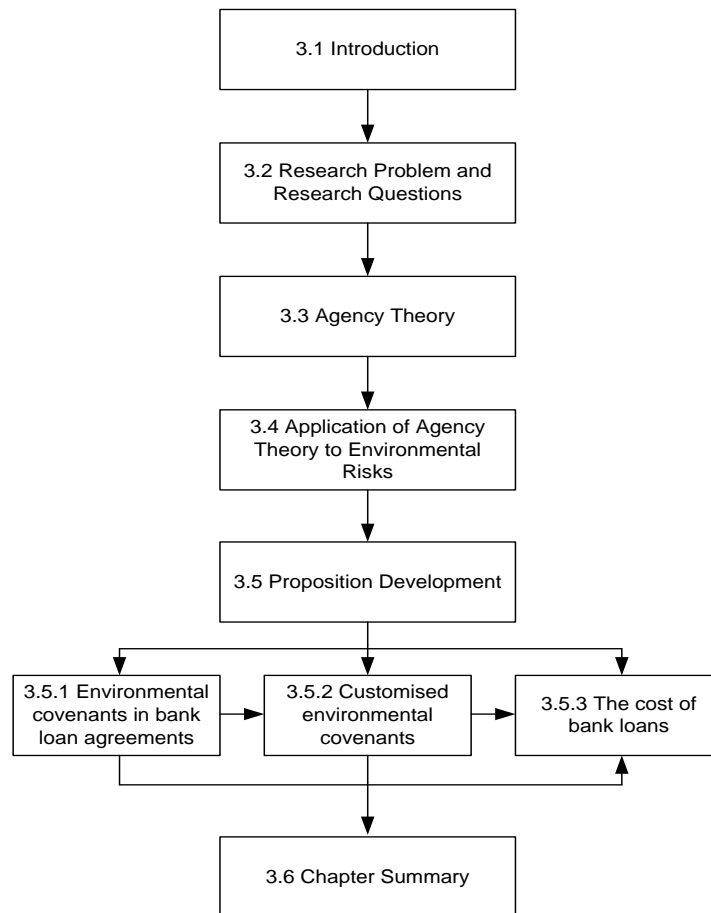 3.1 Introduction
3.2 Research Problem and
Research Questions
3.3 Agency Theory
3.4 Application of Agency
Theory to Environmental
Risks
3.5 Proposition Development
3.5.1 Environmental
covenants in bank
loan agreements
3.5.2 Customised
environmental
covenants
3.5.3 The cost of
bank loans
3.6 Chapter Summary